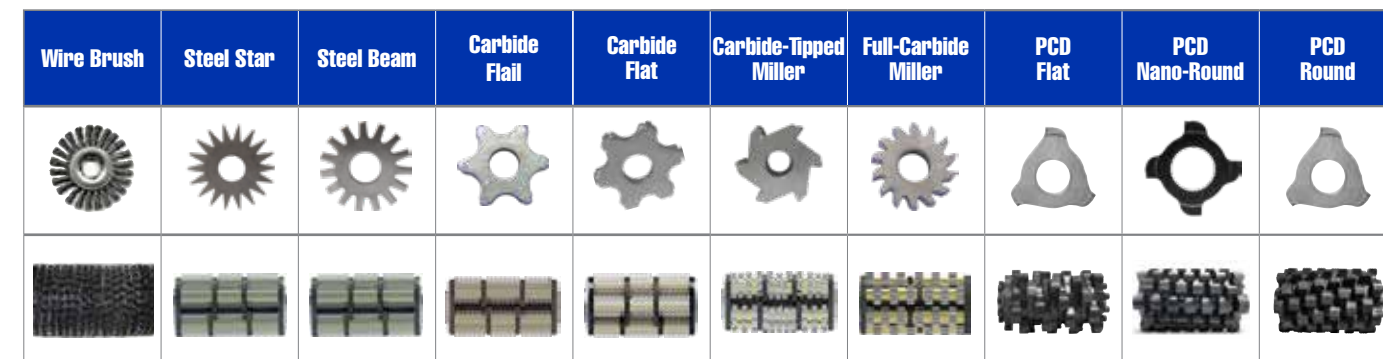 Wire Brush
Steel Star
Steel Beam
Carbide
Flail
Carbide
Flat
Carbide-Tipped
Miller
Full-Carbide
Miller
PCD
Flat
PCD
Nano-Round
PCD
Round